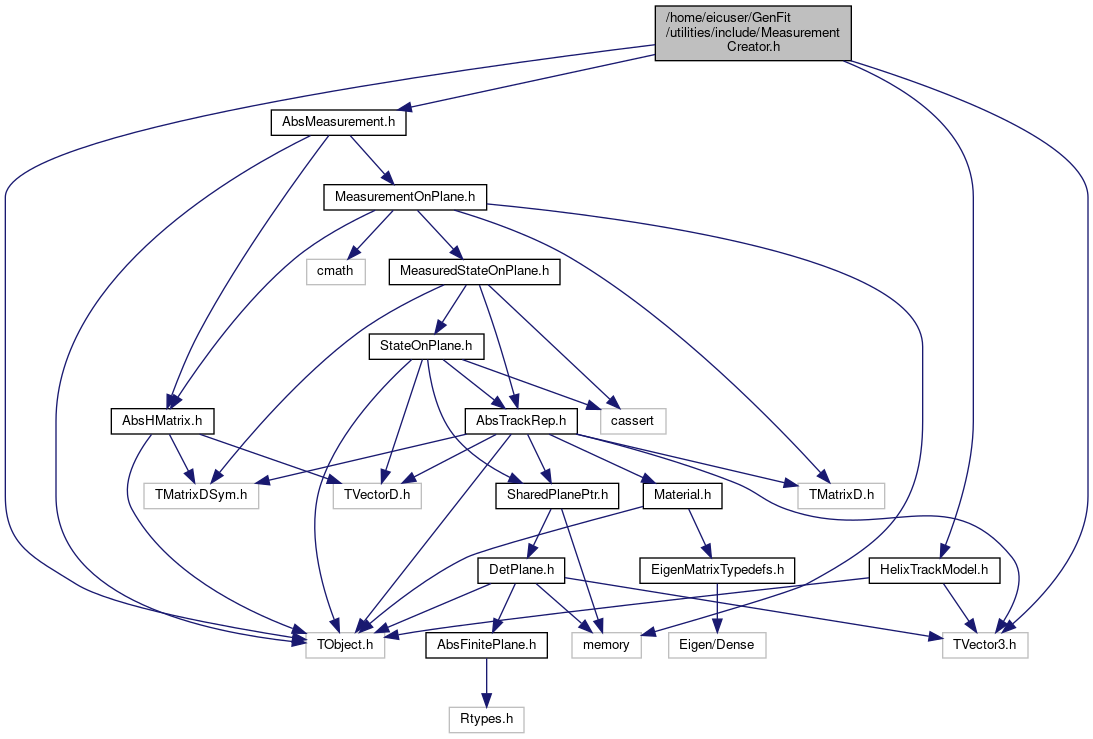 /home/eicuser/GenFit
/utilities/include/Measurement
Creator.h
AbsMeasurement.h
MeasurementOnPlane.h
cmath
MeasuredStateOnPlane.h
StateOnPlane.h
AbsHMatrix.h
AbsTrackRep.h
cassert
TMatrixDSym.h
TVectorD.h
SharedPlanePtr.h
Material.h
TMatrixD.h
DetPlane.h
EigenMatrixTypedefs.h
HelixTrackModel.h
TObject.h
AbsFinitePlane.h
memory
Eigen/Dense
TVector3.h
Rtypes.h